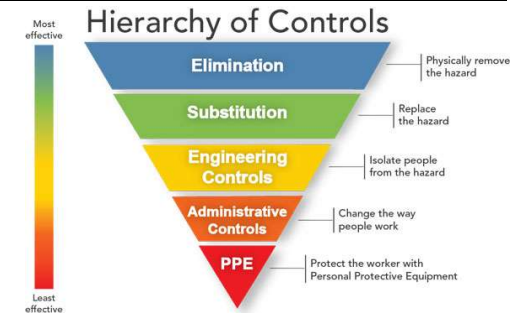 Hierarchy of Controls
Most
effective
Elimination
Physically remove
the hazard
Substitution
Replace
the hazard
Engineering
Controls
Isolate people
from the hazard
Administrative
Controls
Change the way
people work
PPE
Protect the worker with
Personal Protective Equipment
Least
effective